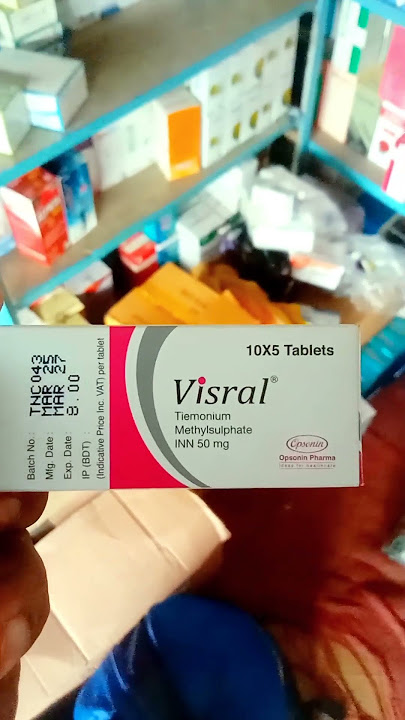 Batch No. : TNC043
Mfg. Date : MAR 25
Exp. Date : MAR 27
IP (BDT) : 8.00
(Indicative Price Inc. VAT) per tablet
10X5 Tablets
Visral®
Tiemonium
Methylsulphate
INN 50 mg
Opsonin
Opsonin Pharma
Ideas for healthcare